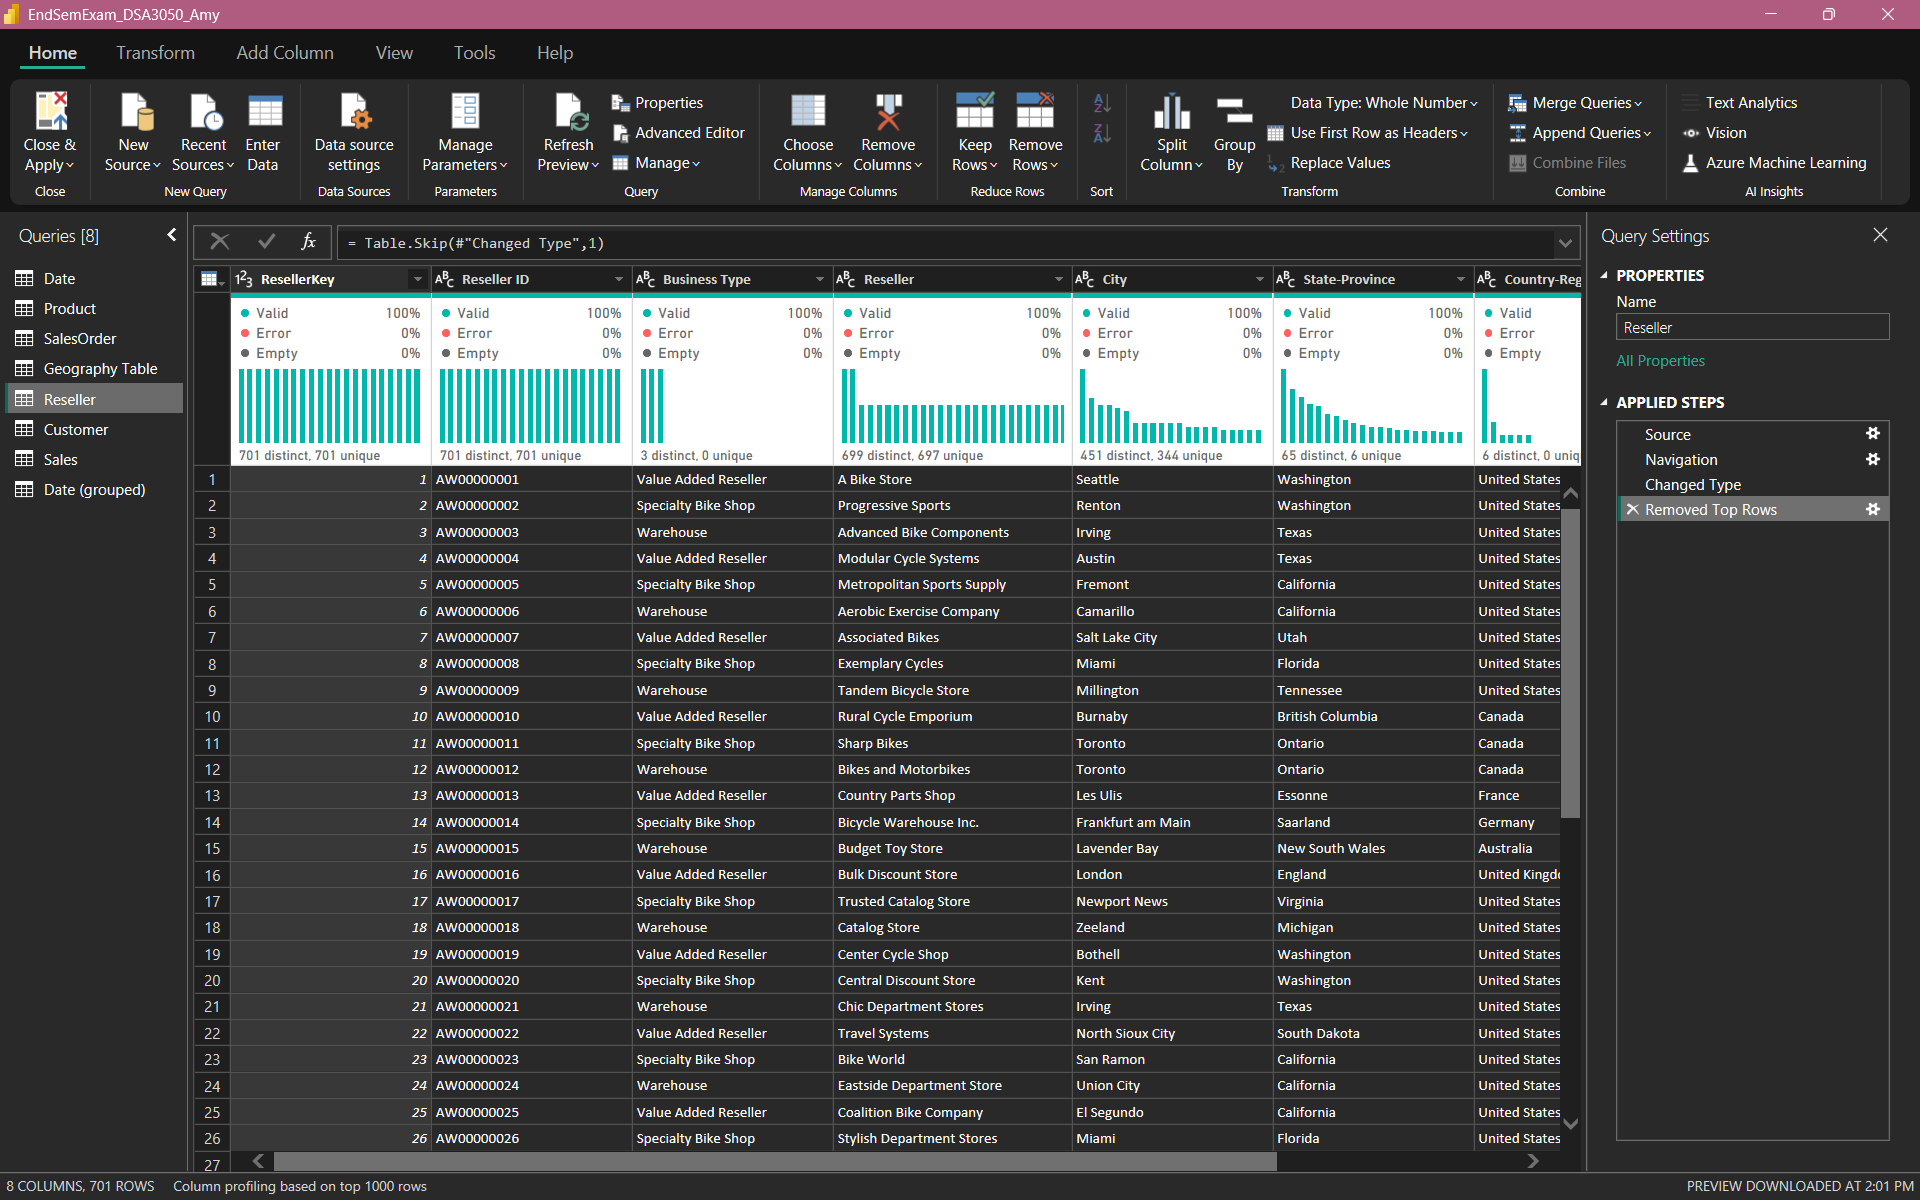 EndSemExam_DSA3050_Amy
Home Transform Add Column View Tools Help
Close & Apply
Close
New Source
Recent Sources
Enter Data
New Query
Data source settings
Data Sources
Manage Parameters
Parameters
Refresh Preview
Properties
Advanced Editor
Manage
Query
Choose Columns
Remove Columns
Manage Columns
Keep Rows
Remove Rows
Reduce Rows
Sort
Split Column
Group By
Data Type: Whole Number
Use First Row as Headers
Replace Values
Transform
Merge Queries
Append Queries
Combine Files
Combine
Text Analytics
Vision
Azure Machine Learning
AI Insights
Queries [8]
Date
Product
SalesOrder
Geography Table
Reseller
Customer
Sales
Date (grouped)
fx = Table.Skip(#"Changed Type",1)
123 ResellerKey ABC Reseller ID ABC Business Type ABC Reseller ABC City ABC State-Province ABC Country-Reg
Valid 100% Valid 100% Valid 100% Valid 100% Valid 100% Valid 100% Valid
Error 0% Error 0% Error 0% Error 0% Error 0% Error 0% Error
Empty 0% Empty 0% Empty 0% Empty 0% Empty 0% Empty 0% Empty
701 distinct, 701 unique 701 distinct, 701 unique 3 distinct, 0 unique 699 distinct, 697 unique 451 distinct, 344 unique 65 distinct, 6 unique 6 distinct, 0 uniq
1 1 AW00000001 Value Added Reseller A Bike Store Seattle Washington United States
2 2 AW00000002 Specialty Bike Shop Progressive Sports Renton Washington United States
3 3 AW00000003 Warehouse Advanced Bike Components Irving Texas United States
4 4 AW00000004 Value Added Reseller Modular Cycle Systems Austin Texas United States
5 5 AW00000005 Specialty Bike Shop Metropolitan Sports Supply Fremont California United States
6 6 AW00000006 Warehouse Aerobic Exercise Company Camarillo California United States
7 7 AW00000007 Value Added Reseller Associated Bikes Salt Lake City Utah United States
8 8 AW00000008 Specialty Bike Shop Exemplary Cycles Miami Florida United States
9 9 AW00000009 Warehouse Tandem Bicycle Store Millington Tennessee United States
10 10 AW00000010 Value Added Reseller Rural Cycle Emporium Burnaby British Columbia Canada
11 11 AW00000011 Specialty Bike Shop Sharp Bikes Toronto Ontario Canada
12 12 AW00000012 Warehouse Bikes and Motorbikes Toronto Ontario Canada
13 13 AW00000013 Value Added Reseller Country Parts Shop Les Ulis Essonne France
14 14 AW00000014 Specialty Bike Shop Bicycle Warehouse Inc. Frankfurt am Main Saarland Germany
15 15 AW00000015 Warehouse Budget Toy Store Lavender Bay New South Wales Australia
16 16 AW00000016 Value Added Reseller Bulk Discount Store London England United Kingd
17 17 AW00000017 Specialty Bike Shop Trusted Catalog Store Newport News Virginia United States
18 18 AW00000018 Warehouse Catalog Store Zeeland Michigan United States
19 19 AW00000019 Value Added Reseller Center Cycle Shop Bothell Washington United States
20 20 AW00000020 Specialty Bike Shop Central Discount Store Kent Washington United States
21 21 AW00000021 Warehouse Chic Department Stores Irving Texas United States
22 22 AW00000022 Value Added Reseller Travel Systems North Sioux City South Dakota United States
23 23 AW00000023 Specialty Bike Shop Bike World San Ramon California United States
24 24 AW00000024 Warehouse Eastside Department Store Union City California United States
25 25 AW00000025 Value Added Reseller Coalition Bike Company El Segundo California United States
26 26 AW00000026 Specialty Bike Shop Stylish Department Stores Miami Florida United States
27
Query Settings
PROPERTIES
Name
Reseller
All Properties
APPLIED STEPS
Source
Navigation
Changed Type
Removed Top Rows
8 COLUMNS, 701 ROWS Column profiling based on top 1000 rows PREVIEW DOWNLOADED AT 2:01 PM